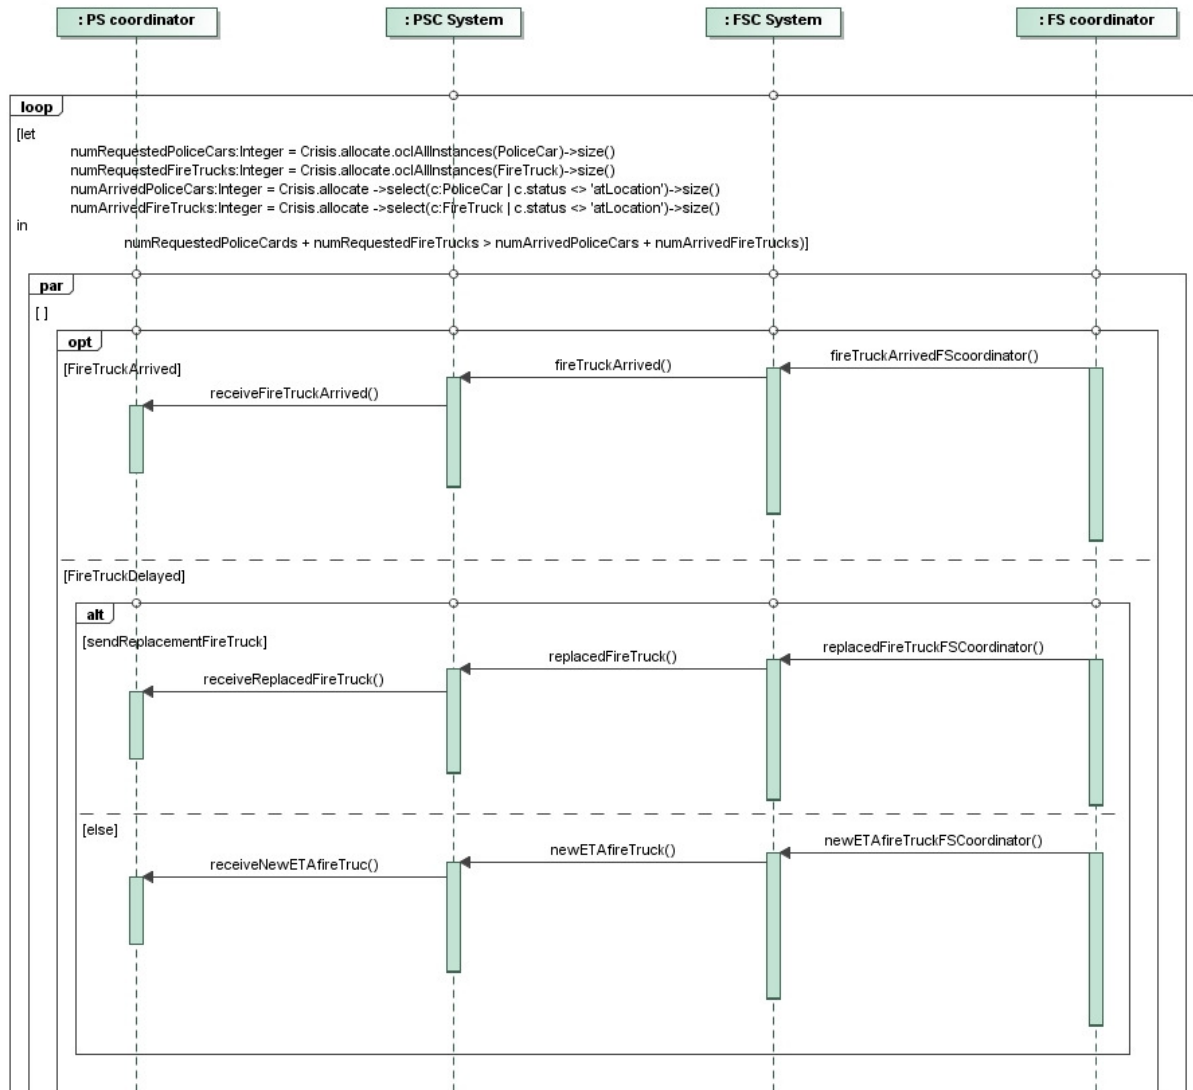 : PS coordinator
: PSC System
: FSC System
: FS coordinator
loop
[let
numRequestedPoliceCars:Integer = Crisis.allocate.oclAllInstances(PoliceCar)->size()
numRequestedFireTrucks:Integer = Crisis.allocate.oclAllInstances(FireTruck)->size()
numArrivedPoliceCars:Integer = Crisis.allocate ->select(c:PoliceCar | c.status <> 'atLocation')->size()
numArrivedFireTrucks:Integer = Crisis.allocate ->select(c:FireTruck | c.status <> 'atLocation')->size()
in
numRequestedPoliceCards + numRequestedFireTrucks > numArrivedPoliceCars + numArrivedFireTrucks)]
par
[ ]
opt
[FireTruckArrived]
fireTruckArrivedFScoordinator()
fireTruckArrived()
receiveFireTruckArrived()
[FireTruckDelayed]
alt
[sendReplacementFireTruck]
replacedFireTruckFSCoordinator()
replacedFireTruck()
receiveReplacedFireTruck()
[else]
newETAfireTruckFSCoordinator()
newETAfireTruck()
receiveNewETAfireTruc()